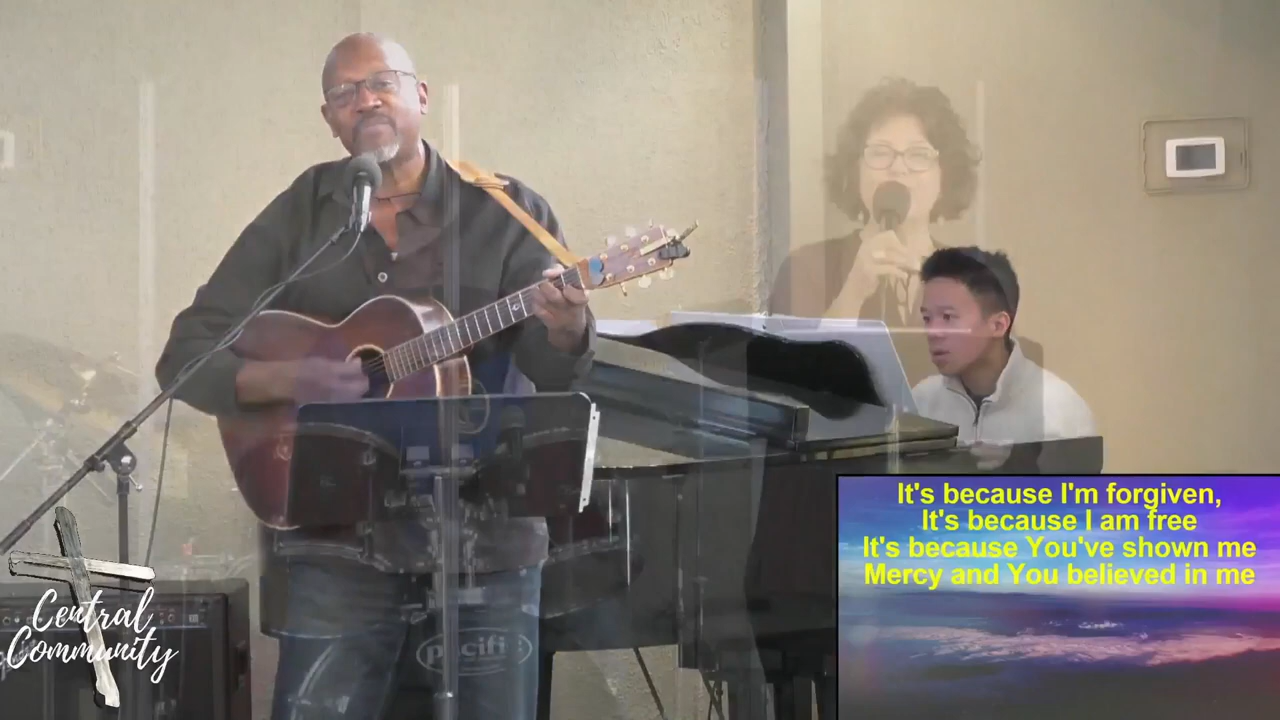 It's because I'm forgiven,
It's because I am free
It's because You've shown me
Mercy and You believed in me
Central
Community
pacific